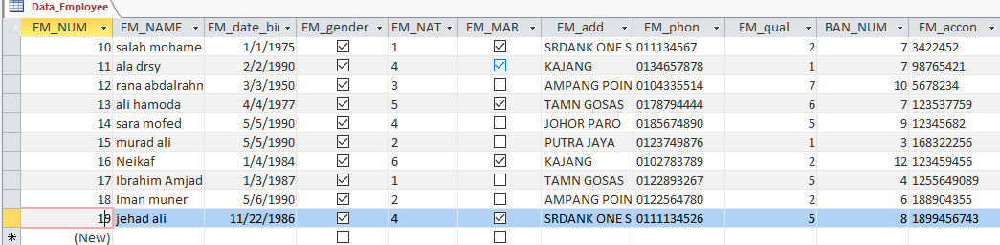 Data_Employee
EM_NUM EM_NAME EM_date_bir EM_gender EM_NAT EM_MAR EM_add EM_phon EM_qual BAN_NUM EM_accon
10 salah mohame 1/1/1975 1 SRDANK ONE S 011134567 2 7 3422452
11 ala drsy 2/2/1990 4 KAJANG 0134657878 1 7 98765421
12 rana abdalrahn 3/3/1950 3 AMPANG POIN 0104335514 7 10 5678234
13 ali hamoda 4/4/1977 5 TAMN GOSAS 0178794444 6 7 123537759
14 sara mofed 5/5/1990 4 JOHOR PARO 0185674890 5 9 12345682
15 murad ali 5/5/1990 2 PUTRA JAYA 0123749876 1 3 168322256
16 Neikaf 1/4/1984 6 KAJANG 0102783789 2 12 123459456
17 Ibrahim Amjad 1/3/1987 1 TAMN GOSAS 0122893267 5 4 1255649089
18 Iman muner 5/6/1990 2 AMPANG POIN 0122564780 2 6 188904355
19 jehad ali 11/22/1986 4 SRDANK ONE S 0111134526 5 8 1899456743
(New)